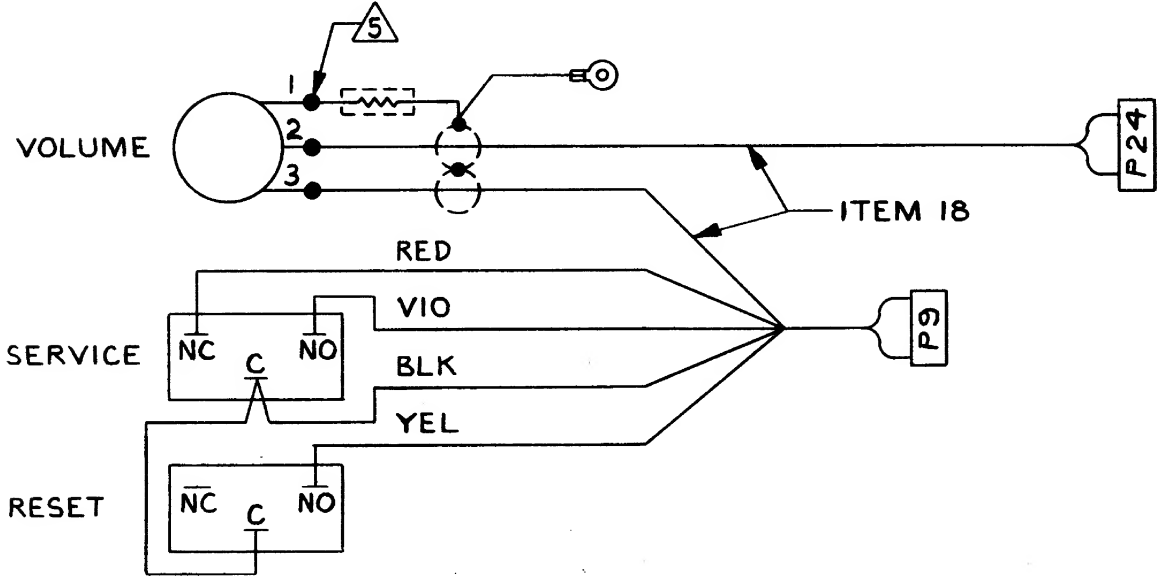 5
1
2
VOLUME
P24
3
ITEM 18
RED
VIO
NC
NO
P9
SERVICE
C
BLK
YEL
NC
NO
RESET
C